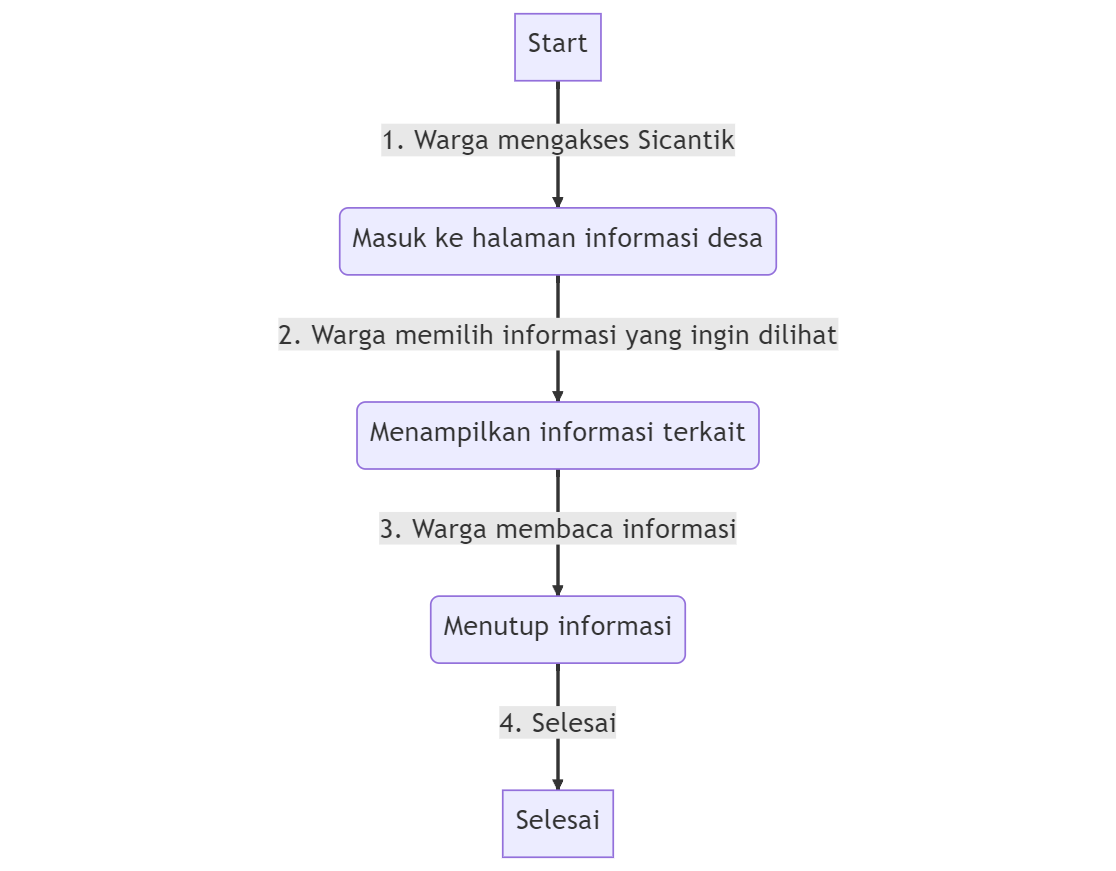 Start
1. Warga mengakses Sicantik
Masuk ke halaman informasi desa
2. Warga memilih informasi yang ingin dilihat
Menampilkan informasi terkait
3. Warga membaca informasi
Menutup informasi
4. Selesai
Selesai